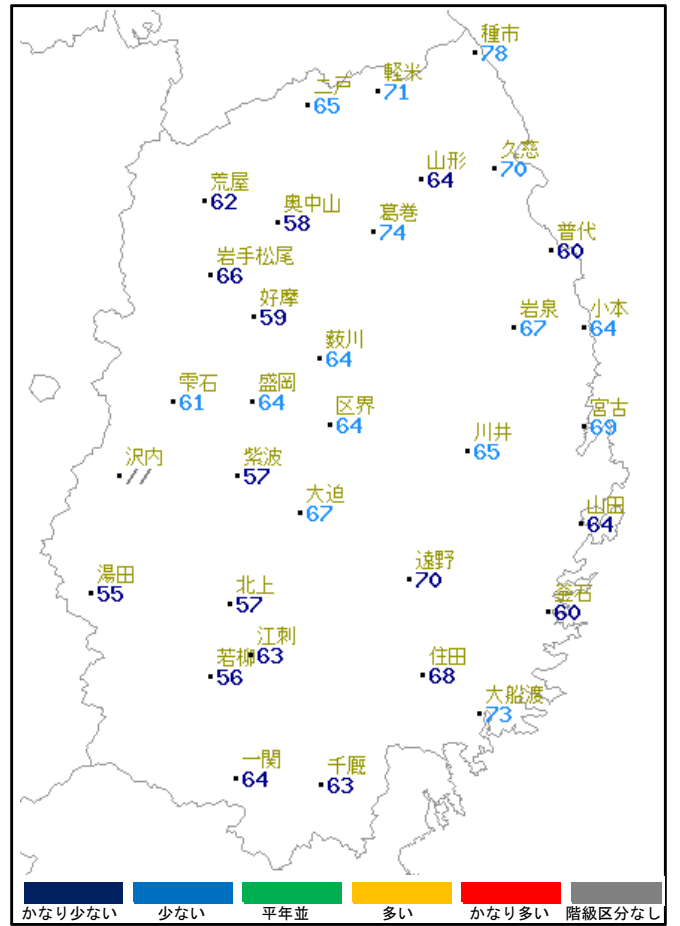 種市
78
軽米
71
二戸
65
久慈
70
山形
64
荒屋
62
奥中山
58
葛巻
74
普代
60
岩手松尾
66
好摩
59
岩泉
67
小本
64
薮川
64
雫石
61
盛岡
64
区界
64
宮古
69
川井
65
沢内
//
紫波
57
大迫
67
山田
64
遠野
70
湯田
55
北上
57
釜石
60
江刺
63
若柳
56
住田
68
大船渡
73
一関
64
千厩
63
かなり少ない 少ない 平年並 多い かなり多い 階級区分なし